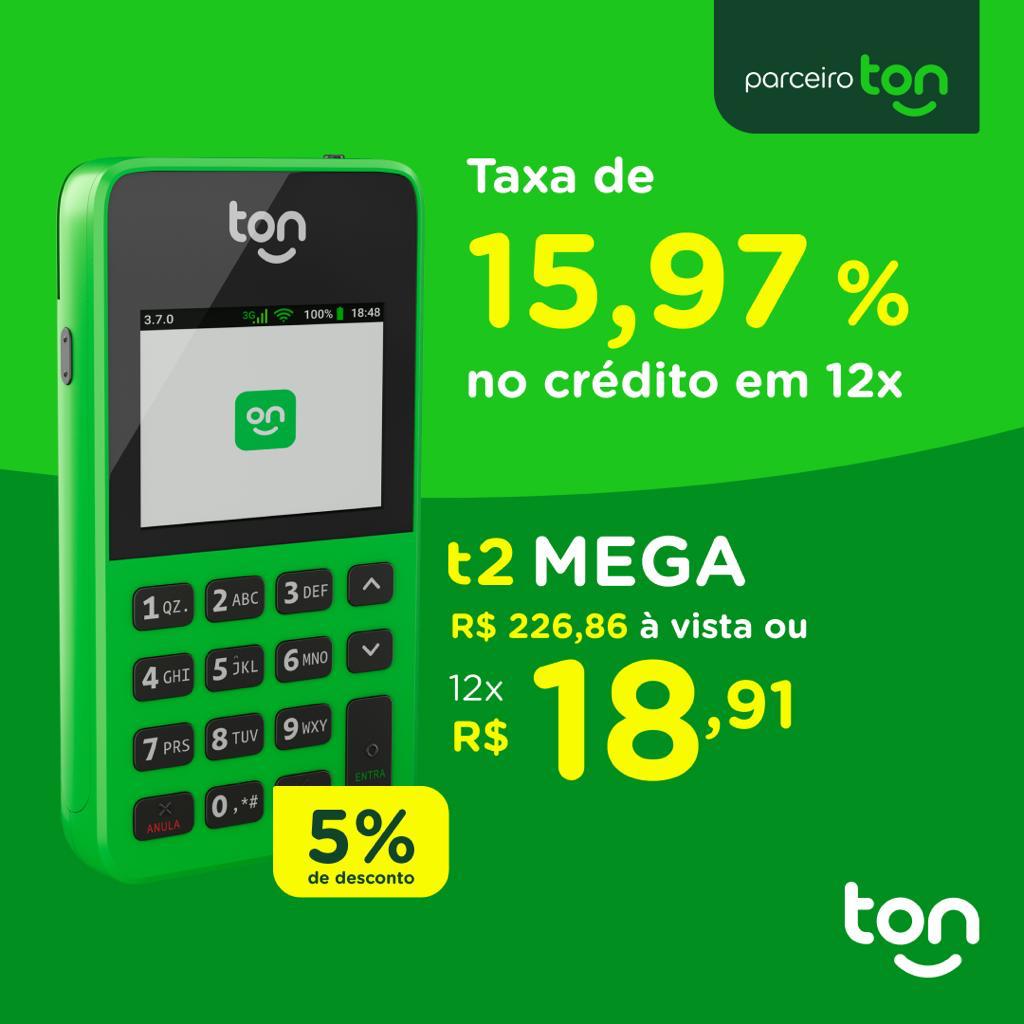 parceiro ton
Taxa de
15,97 %
no crédito em 12x
ton
3.7.0 3G 100% 18:48
on
1 QZ. 2 ABC 3 DEF
4 GHI 5 JKL 6 MNO
7 PRS 8 TUV 9 WXY
ENTRA
ANULA 0,*#
t2 MEGA
R$ 226,86 à vista ou
12x
R$ 18,91
5%
de desconto
ton